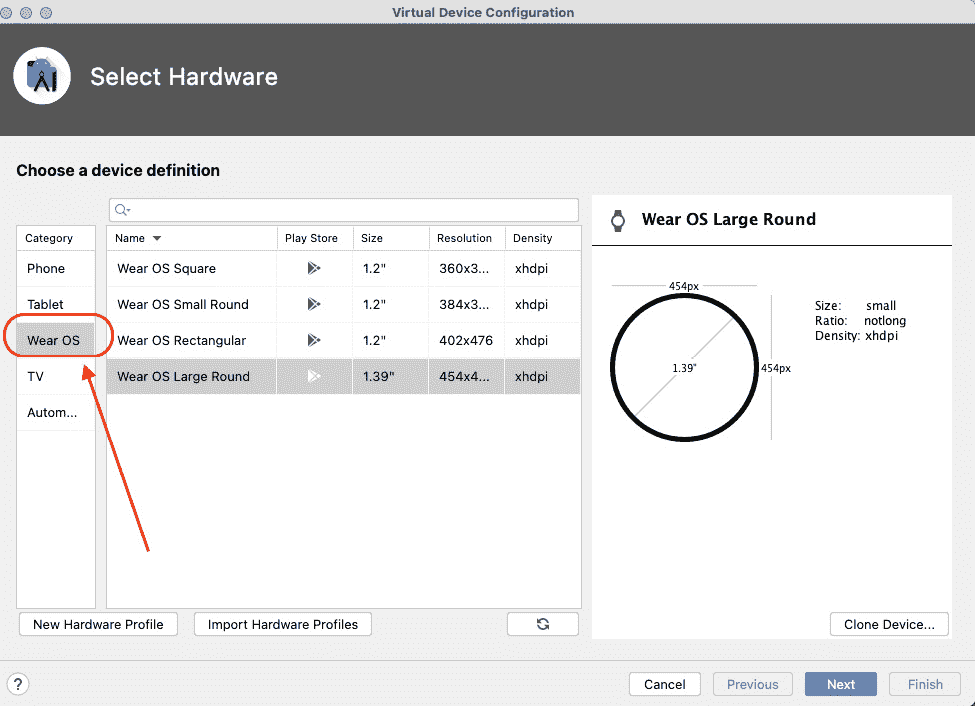 Virtual Device Configuration
Select Hardware
Choose a device definition
Category
Phone
Tablet
Wear OS
TV
Autom...
Name Play Store Size Resolution Density
Wear OS Square 1.2" 360x3... xhdpi
Wear OS Small Round 1.2" 384x3... xhdpi
Wear OS Rectangular 1.2" 402x476 xhdpi
Wear OS Large Round 1.39" 454x4... xhdpi
Wear OS Large Round
454px
1.39"
454px
Size: small
Ratio: notlong
Density: xhdpi
New Hardware Profile
Import Hardware Profiles
Clone Device...
?
Cancel
Previous
Next
Finish